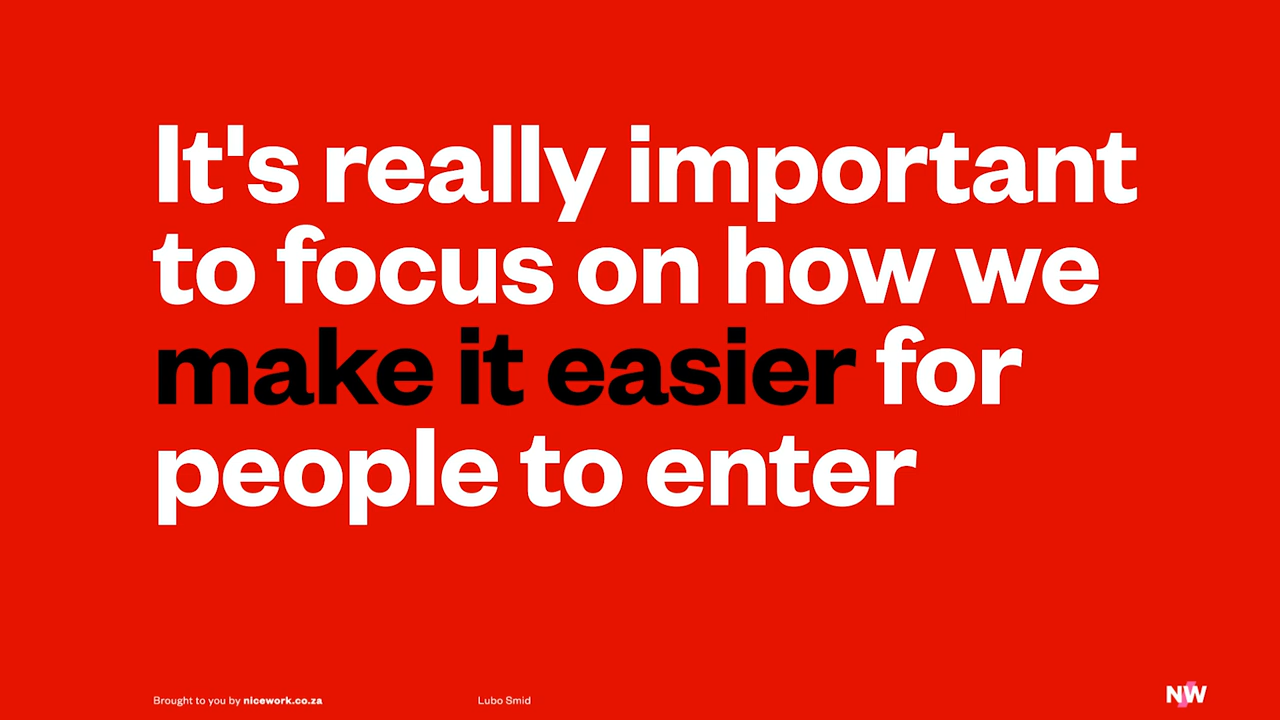 It's really important
to focus on how we
make it easier for
people to enter
Brought to you by nicework.co.za
Lubo Smid
NW